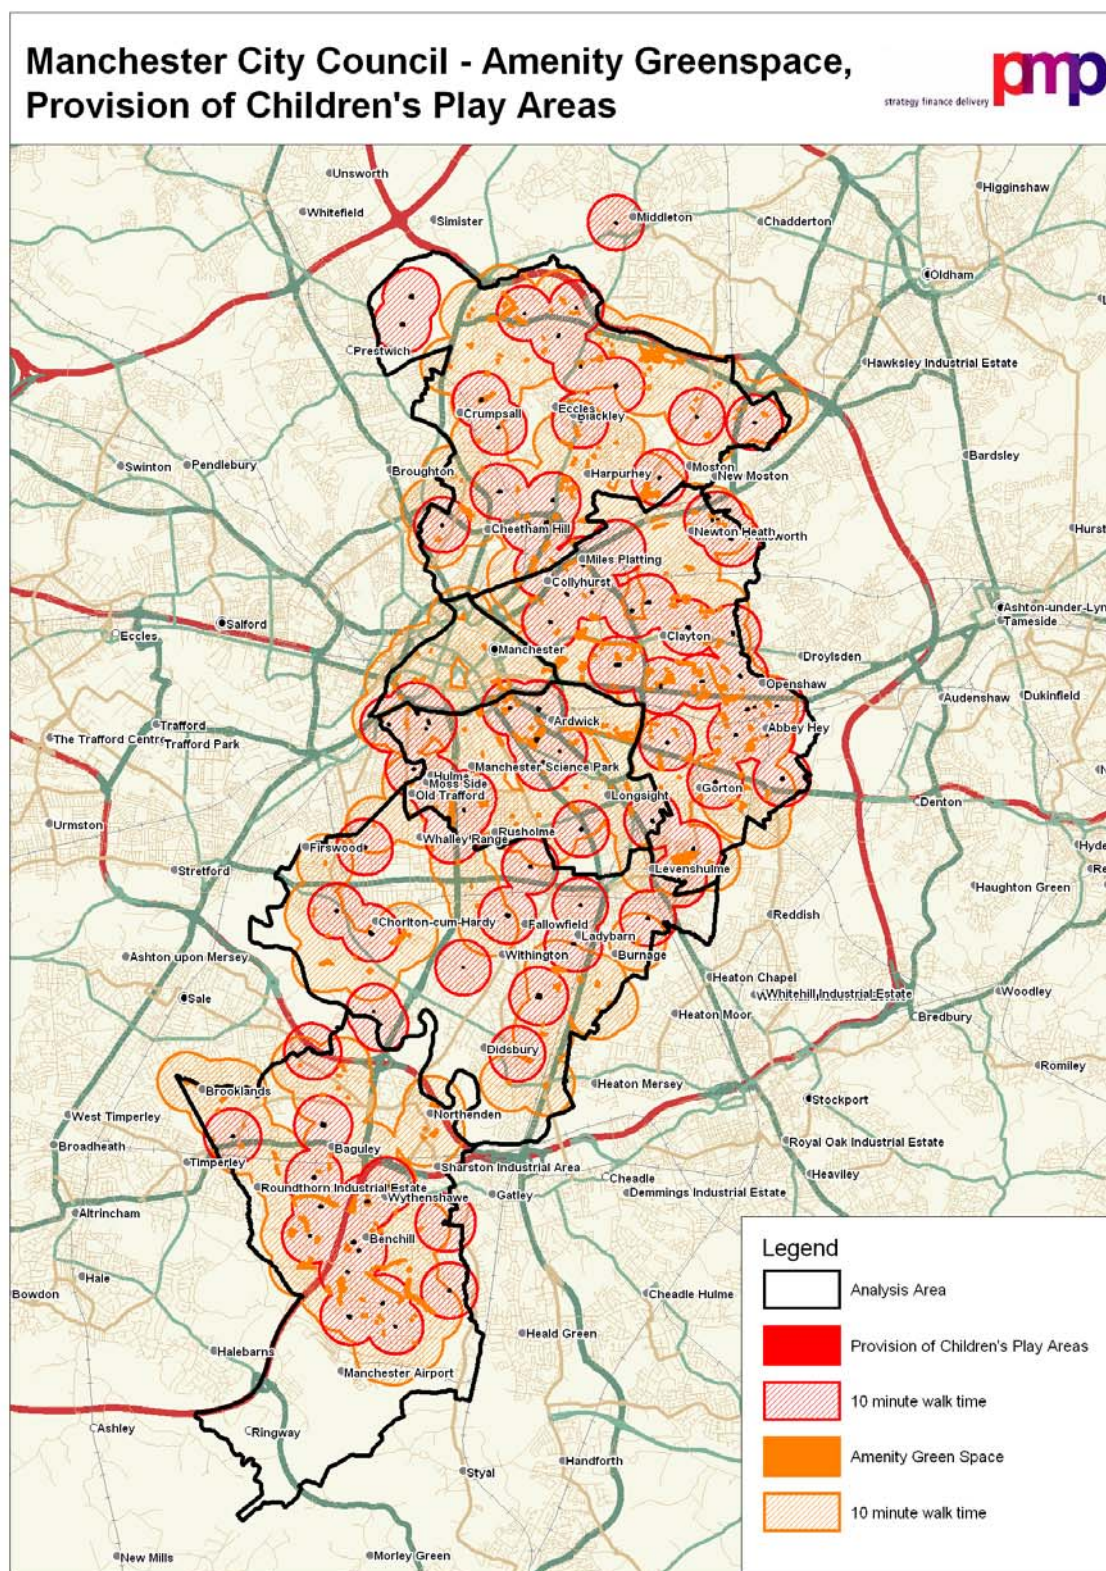 Manchester City Council - Amenity Greenspace,
Provision of Children's Play Areas
strategy finance delivery
pmp
Unsworth
Higginshaw
Whitefield
Simister
Middleton
Chadderton
Oldham
Prestwich
Hawksley Industrial Estate
Crumpsall
Eccles
Blackley
Swinton
Pendlebury
Broughton
Harpurhey
Moston
New Moston
Bardsley
Cheetham Hill
Newton Heath
Hurst
Miles Platting
Collyhurst
Ashton-under-Lyn
Tameside
Salford
Eccles
Clayton
Manchester
Droylsden
Openshaw
Audenshaw
Dukinfield
Trafford
Ardwick
Abbey Hey
The Trafford Centre
Trafford Park
Manchester Science Park
Hulme
Moss Side
Old Trafford
Longsight
Gorton
Denton
Urmston
Whalley Range
Rusholme
Firswood
Hyde
Stretford
Levenshulme
Haughton Green
Chorlton-cum-Hardy
Fallowfield
Reddish
Ladybarn
Ashton upon Mersey
Withington
Burnage
Heaton Chapel
Sale
Whitehill Industrial Estate
Woodley
Heaton Moor
Bredbury
Didsbury
Romiley
Brooklands
Heaton Mersey
Stockport
West Timperley
Northenden
Broadheath
Baguley
Royal Oak Industrial Estate
Timperley
Sharston Industrial Area
Cheadle
Heaviley
Roundthorn Industrial Estate
Wythenshawe
Gatley
Demmings Industrial Estate
Altrincham
Benchill
Hale
Bowdon
Cheadle Hulme
Heald Green
Halebarns
Manchester Airport
Ashley
Ringway
Styal
Handforth
New Mills
Morley Green
Legend
Analysis Area
Provision of Children's Play Areas
10 minute walk time
Amenity Green Space
10 minute walk time